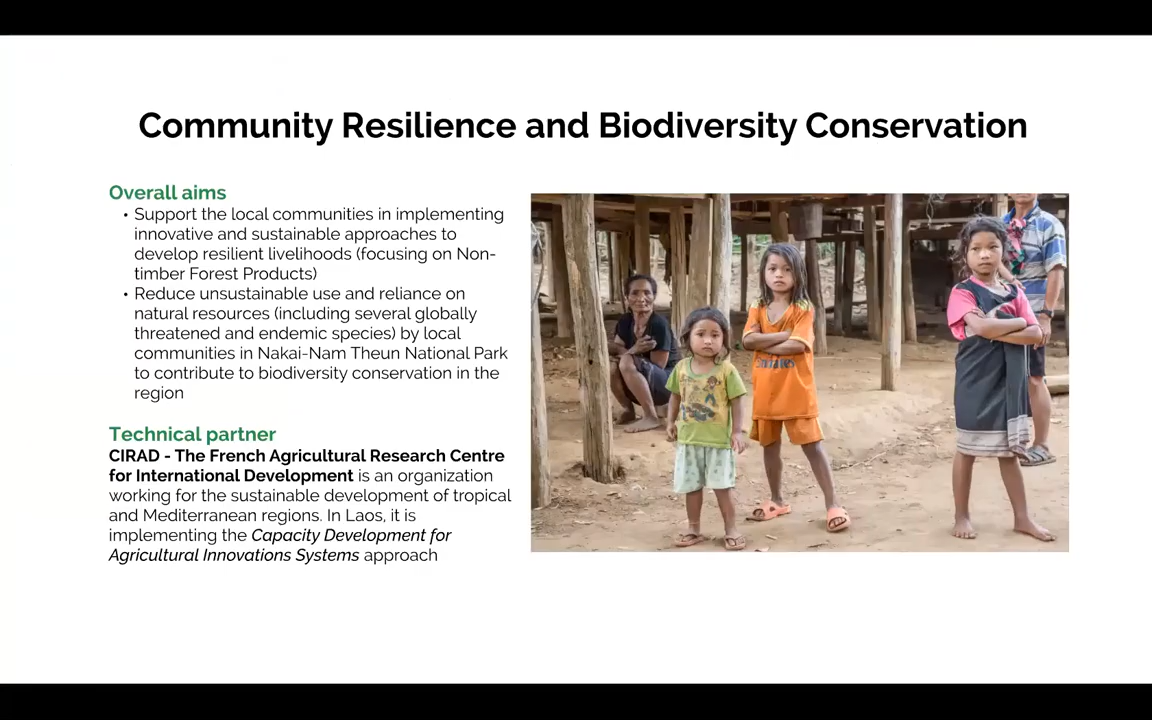 Community Resilience and Biodiversity Conservation
Overall aims
• Support the local communities in implementing
innovative and sustainable approaches to
develop resilient livelihoods (focusing on Non-
timber Forest Products)
• Reduce unsustainable use and reliance on
natural resources (including several globally
threatened and endemic species) by local
communities in Nakai-Nam Theun National Park
to contribute to biodiversity conservation in the
region
Technical partner
CIRAD - The French Agricultural Research Centre
for International Development is an organization
working for the sustainable development of tropical
and Mediterranean regions. In Laos, it is
implementing the Capacity Development for
Agricultural Innovations Systems approach